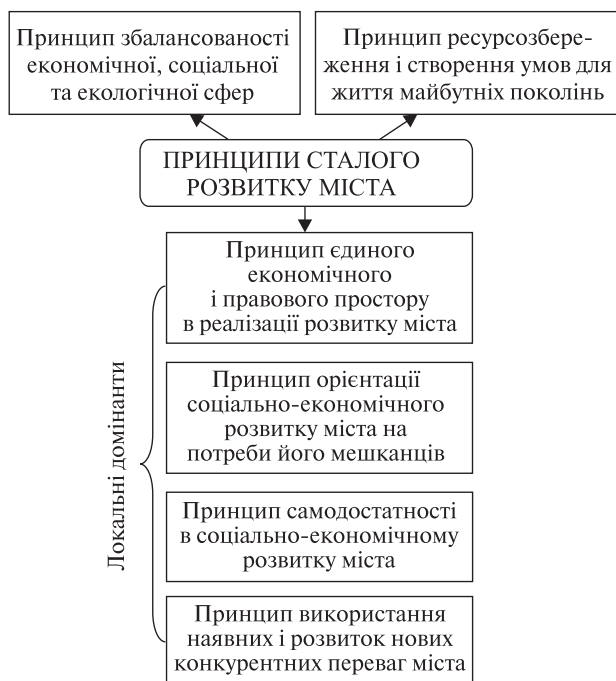 Принцип збалансованості
економічної, соціальної
та екологічної сфер
Принцип ресурсозбере-
ження і створення умов для
життя майбутніх поколінь
ПРИНЦИПИ СТАЛОГО
РОЗВИТКУ МІСТА
Локальні домінанти
Принцип єдиного
економічного
і правового простору
в реалізації розвитку міста
Принцип орієнтації
соціально-економічного
розвитку міста на
потреби його мешканців
Принцип самодостатності
в соціально-економічному
розвитку міста
Принцип використання
наявних і розвиток нових
конкурентних переваг міста